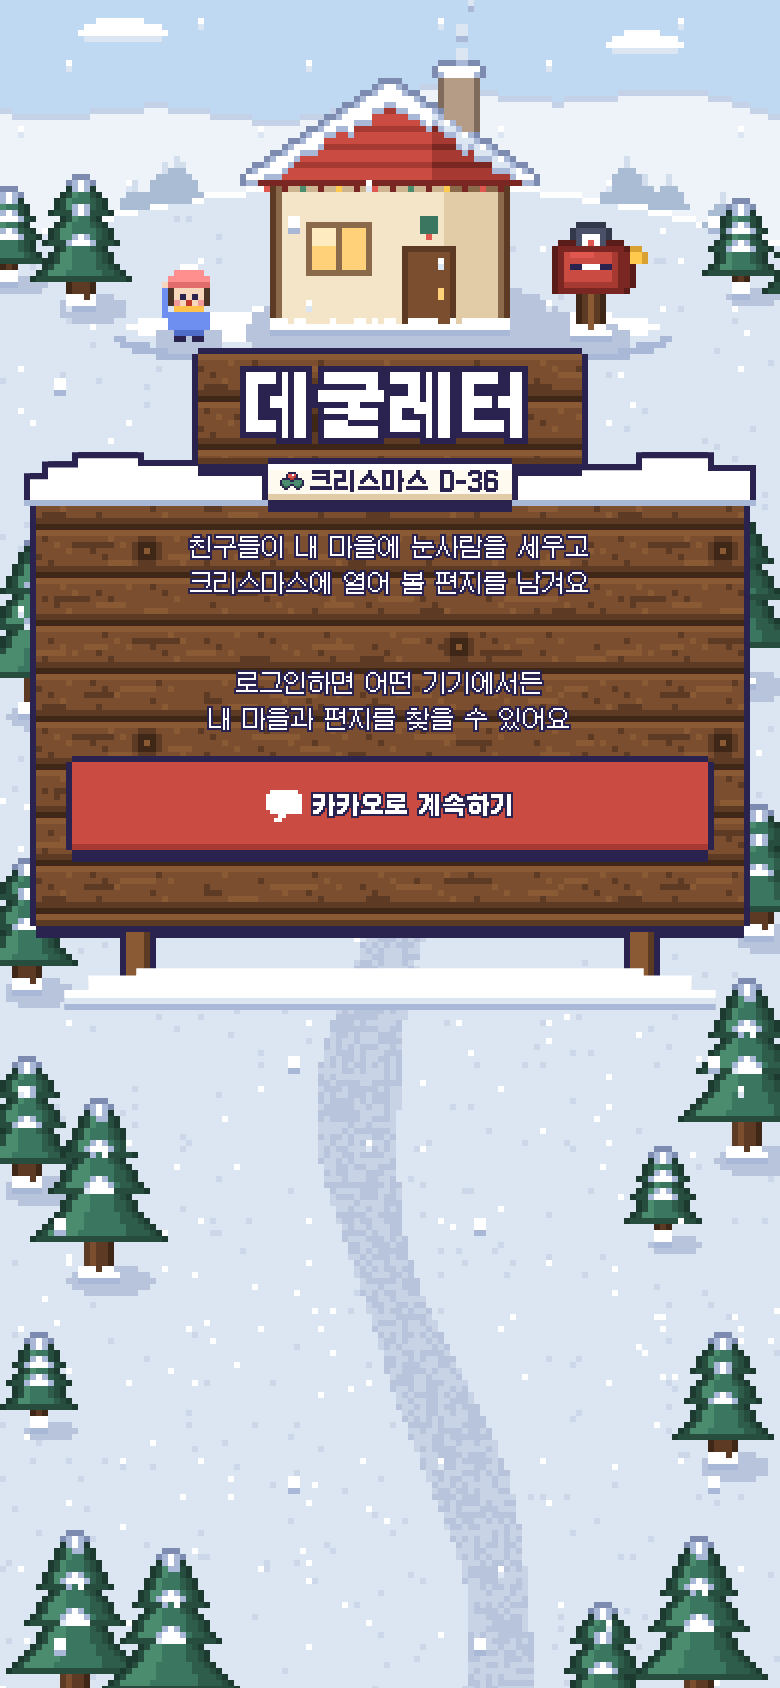 데굴레터
크리스마스 D-36
친구들이 내 마을에 눈사람을 세우고
크리스마스에 열어 볼 편지를 남겨요
로그인하면 어떤 기기에서든
내 마을과 편지를 찾을 수 있어요
카카오로 계속하기